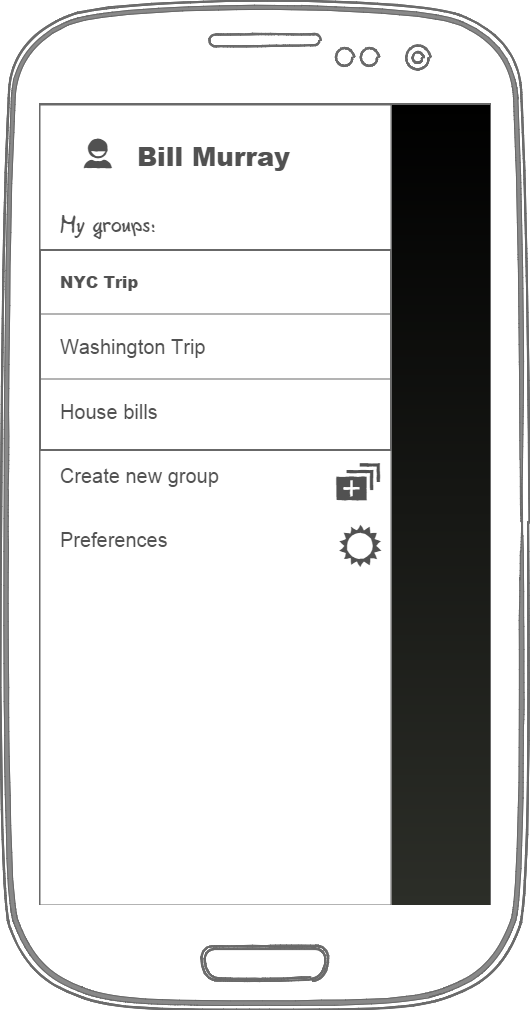 Bill Murray
My groups:
NYC Trip
Washington Trip
House bills
Create new group
Preferences